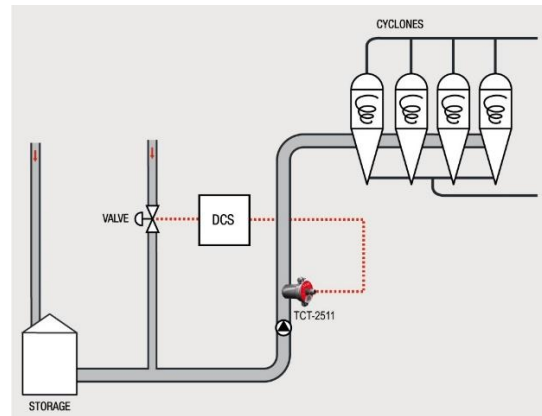 CYCLONES
VALVE
DCS
TCT-2511
STORAGE